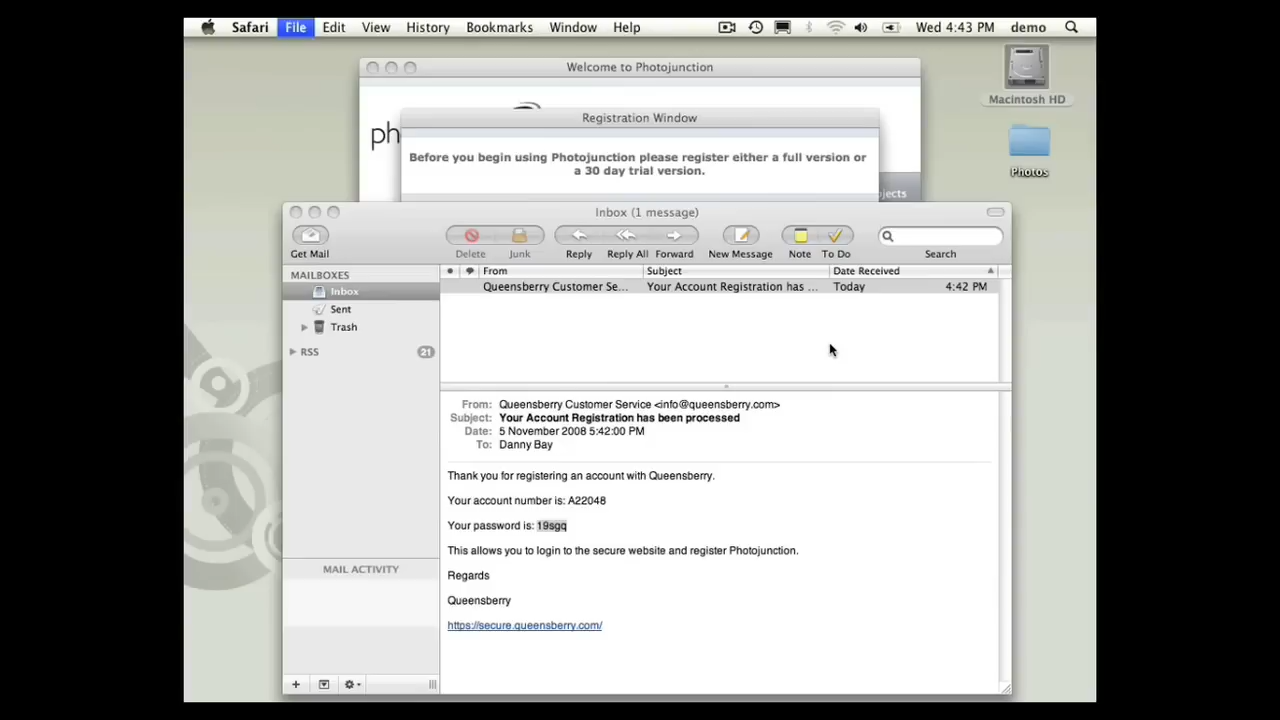 Safari File Edit View History Bookmarks Window Help Wed 4:43 PM demo
Welcome to Photojunction
Macintosh HD
ph
Registration Window
Before you begin using Photojunction please register either a full version or
a 30 day trial version.
Photos
jects
Inbox (1 message)
Get Mail Delete Junk Reply Reply All Forward New Message Note To Do Search
MAILBOXES
Inbox
Sent
Trash
RSS 21
From Subject Date Received
Queensberry Customer Se... Your Account Registration has ... Today 4:42 PM
From: Queensberry Customer Service <info@queensberry.com>
Subject: Your Account Registration has been processed
Date: 5 November 2008 5:42:00 PM
To: Danny Bay
Thank you for registering an account with Queensberry.
Your account number is: A22048
Your password is: 19sgq
This allows you to login to the secure website and register Photojunction.
Regards
Queensberry
https://secure.queensberry.com/
MAIL ACTIVITY